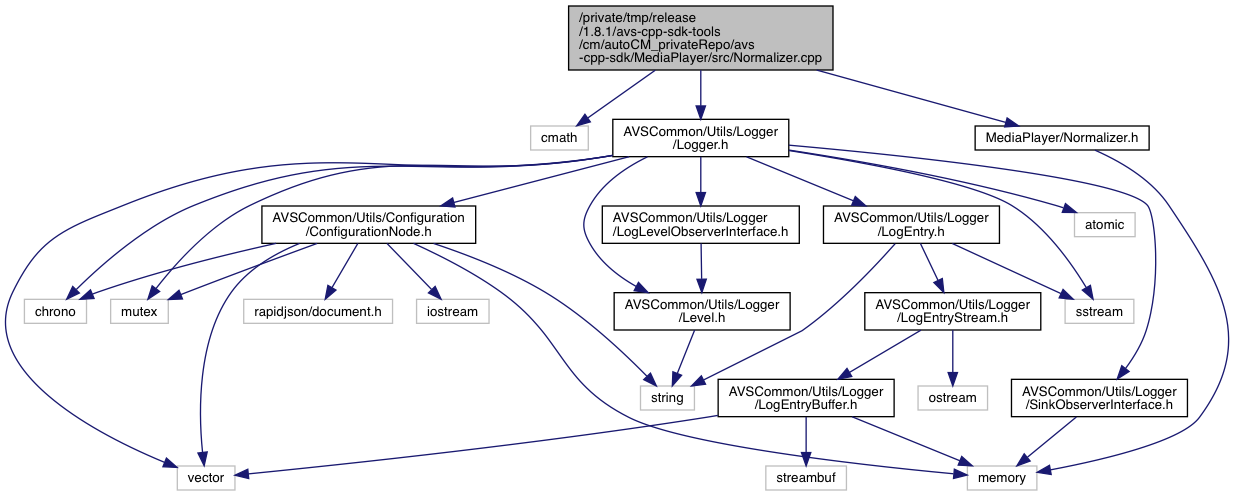 /private/tmp/release
/1.8.1/avs-cpp-sdk-tools
/cm/autoCM_privateRepo/avs
-cpp-sdk/MediaPlayer/src/Normalizer.cpp
cmath
AVSCommon/Utils/Logger
/Logger.h
MediaPlayer/Normalizer.h
AVSCommon/Utils/Configuration
/ConfigurationNode.h
AVSCommon/Utils/Logger
/LogLevelObserverInterface.h
AVSCommon/Utils/Logger
/LogEntry.h
atomic
chrono
mutex
rapidjson/document.h
iostream
AVSCommon/Utils/Logger
/Level.h
AVSCommon/Utils/Logger
/LogEntryStream.h
sstream
string
AVSCommon/Utils/Logger
/LogEntryBuffer.h
ostream
AVSCommon/Utils/Logger
/SinkObserverInterface.h
vector
streambuf
memory